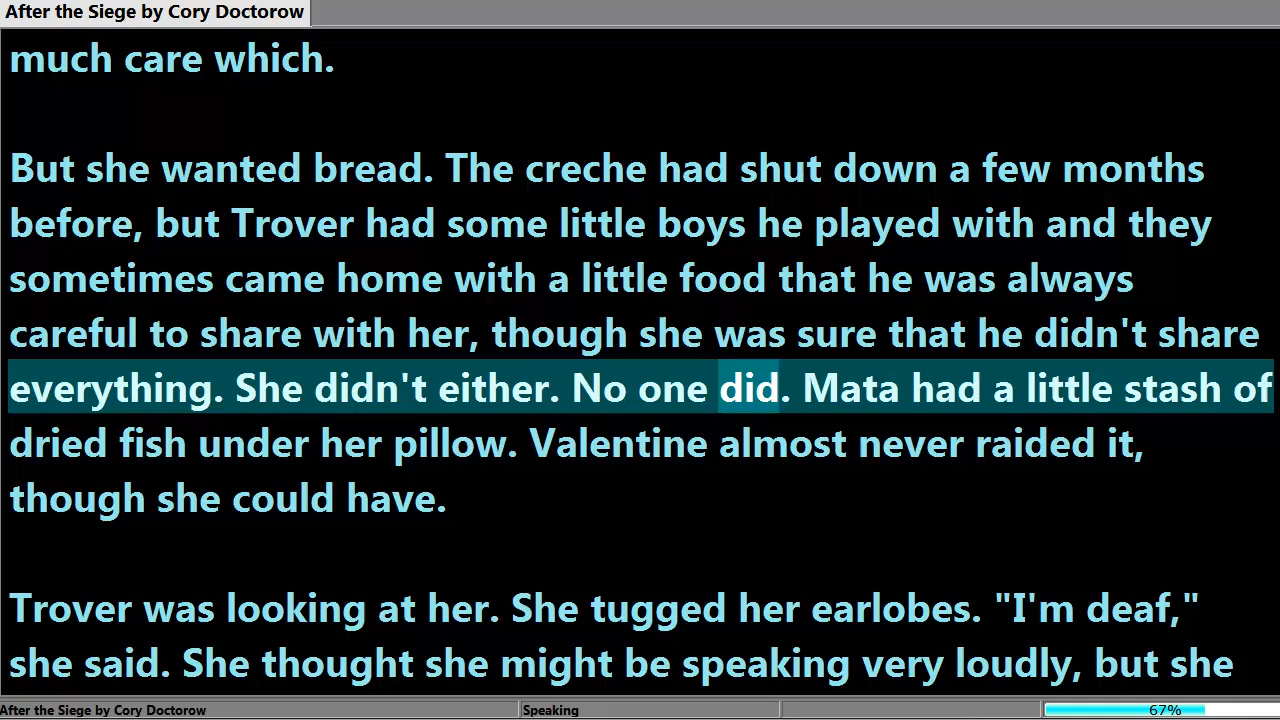 After the Siege by Cory Doctorow
much care which.
But she wanted bread. The creche had shut down a few months
before, but Trover had some little boys he played with and they
sometimes came home with a little food that he was always
careful to share with her, though she was sure that he didn't share
everything. She didn't either. No one did. Mata had a little stash of
dried fish under her pillow. Valentine almost never raided it,
though she could have.
Trover was looking at her. She tugged her earlobes. "I'm deaf,"
she said. She thought she might be speaking very loudly, but she
After the Siege by Cory Doctorow Speaking 67%